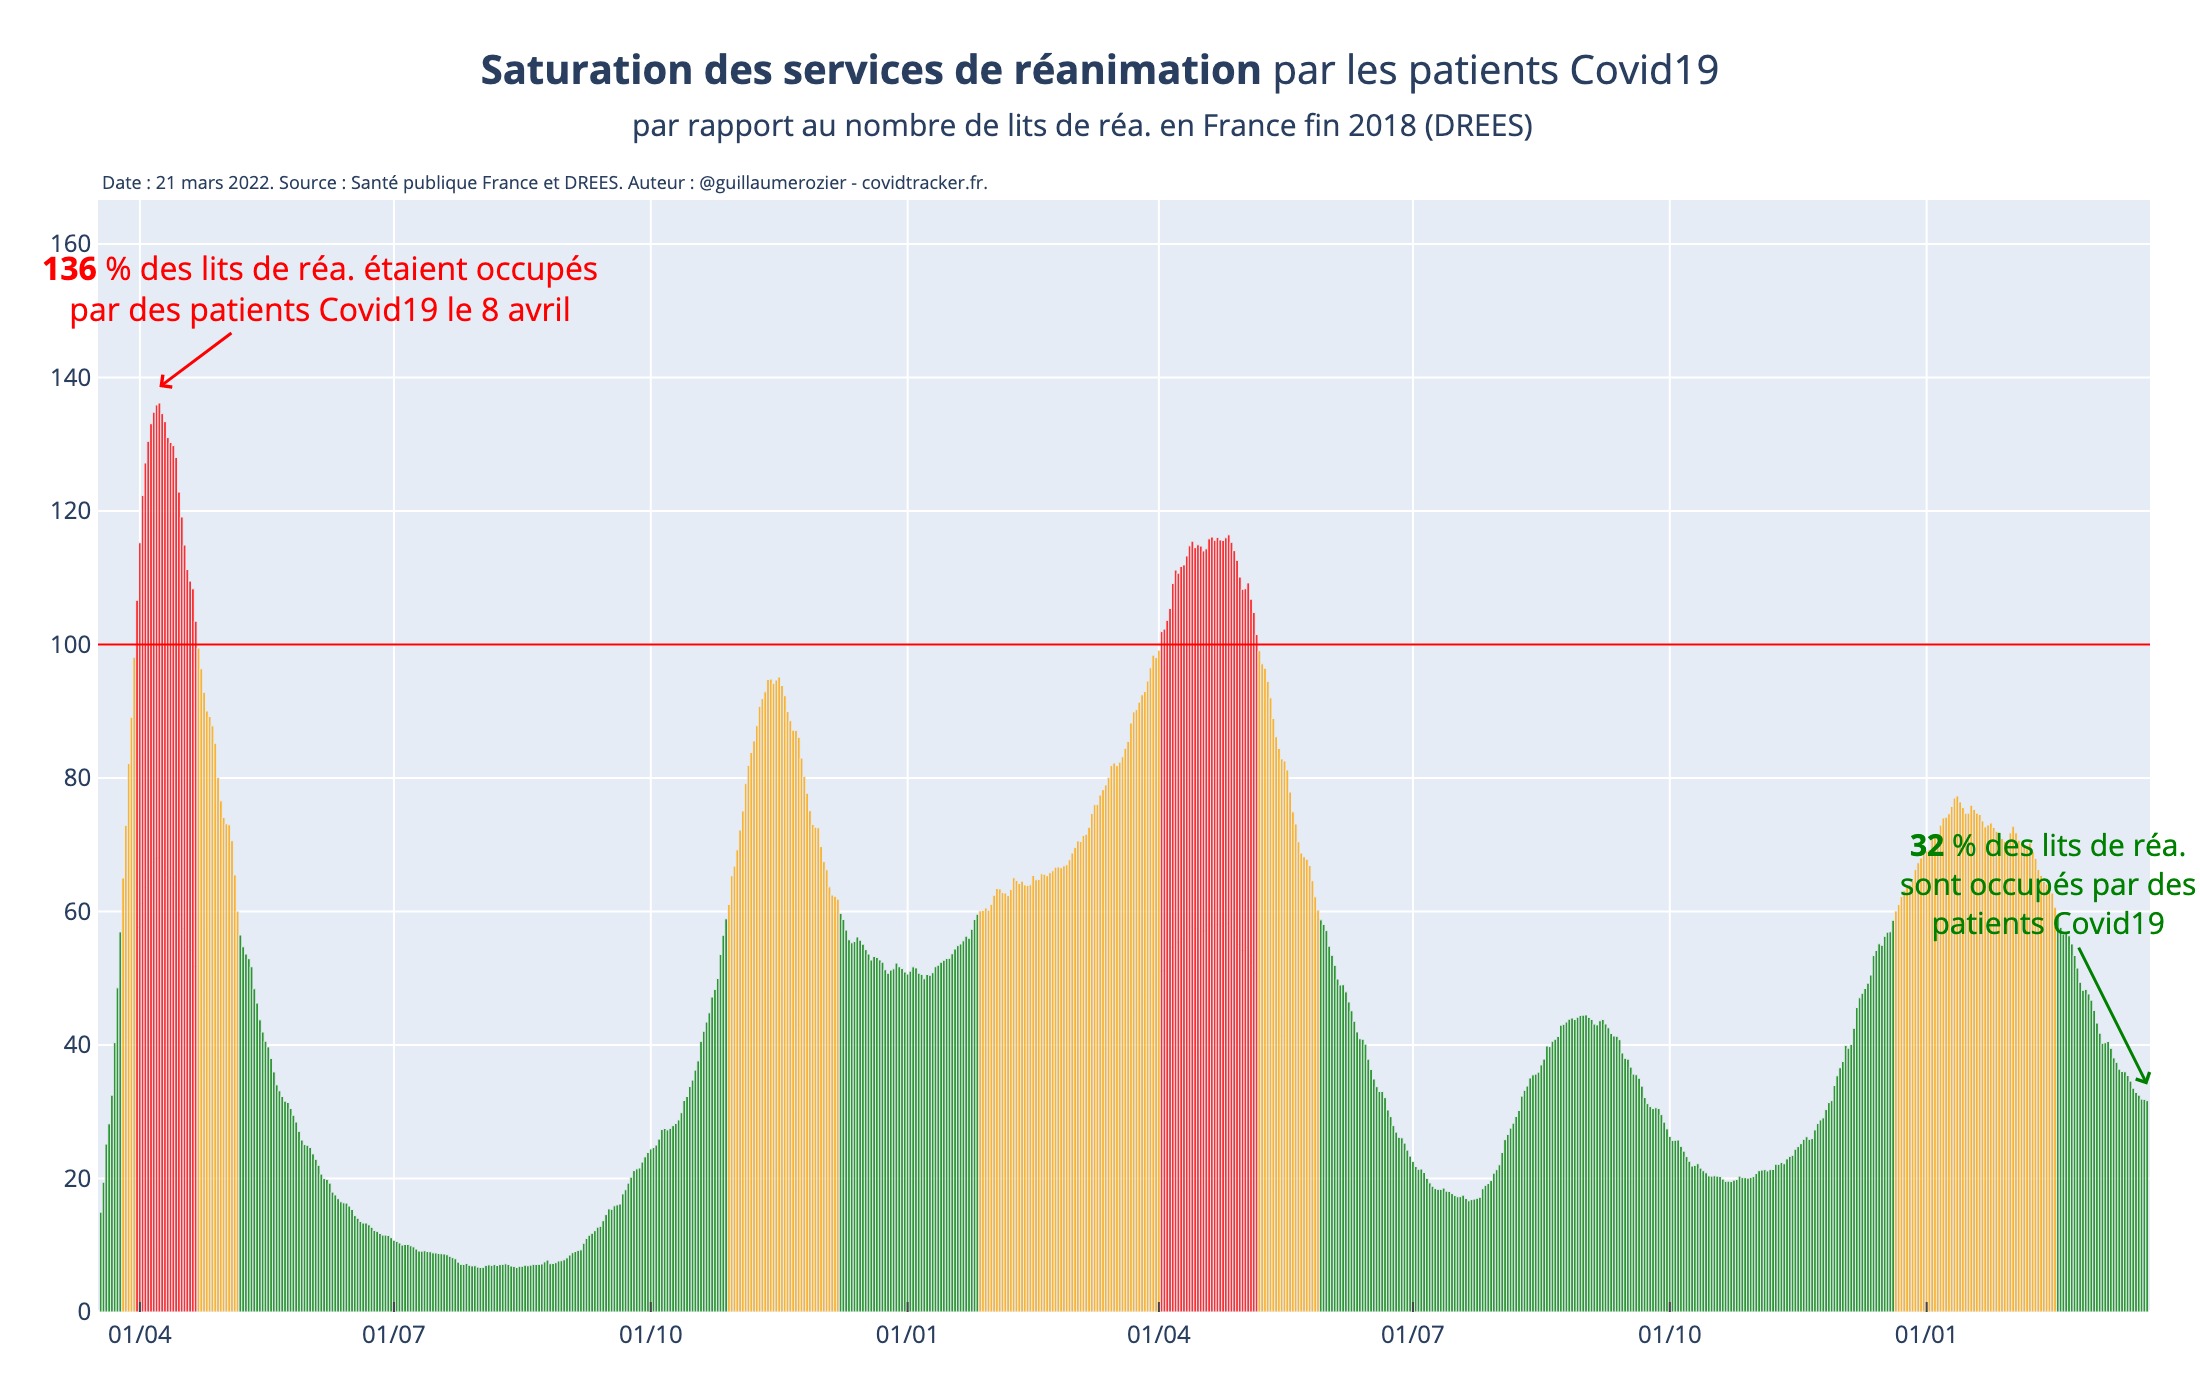 Saturation des services de réanimation par les patients Covid19
par rapport au nombre de lits de réa. en France fin 2018 (DREES)
Date : 21 mars 2022. Source : Santé publique France et DREES. Auteur : @guillaumerozier - covidtracker.fr.
160
136 % des lits de réa. étaient occupés
par des patients Covid19 le 8 avril
140
120
100
80
32 % des lits de réa.
sont occupés par des
patients Covid19
60
40
20
0
01/04 01/07 01/10 01/01 01/04 01/07 01/10 01/01